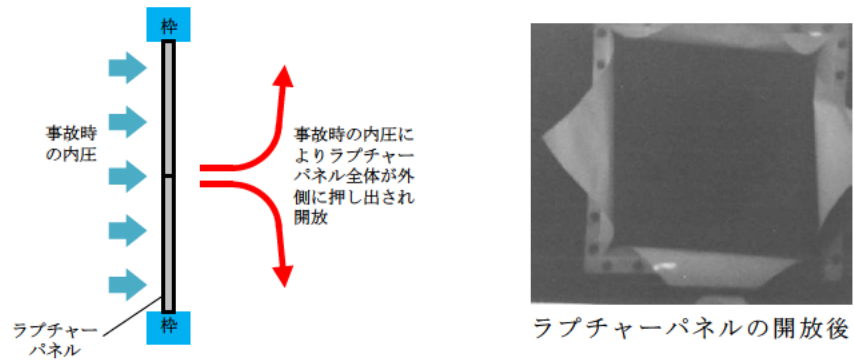 枠
事故時
の内圧
事故時の内圧に
よりラプチャー
パネル全体が外
側に押し出され
開放
ラプチャー
パネル
枠
ラプチャーパネルの開放後